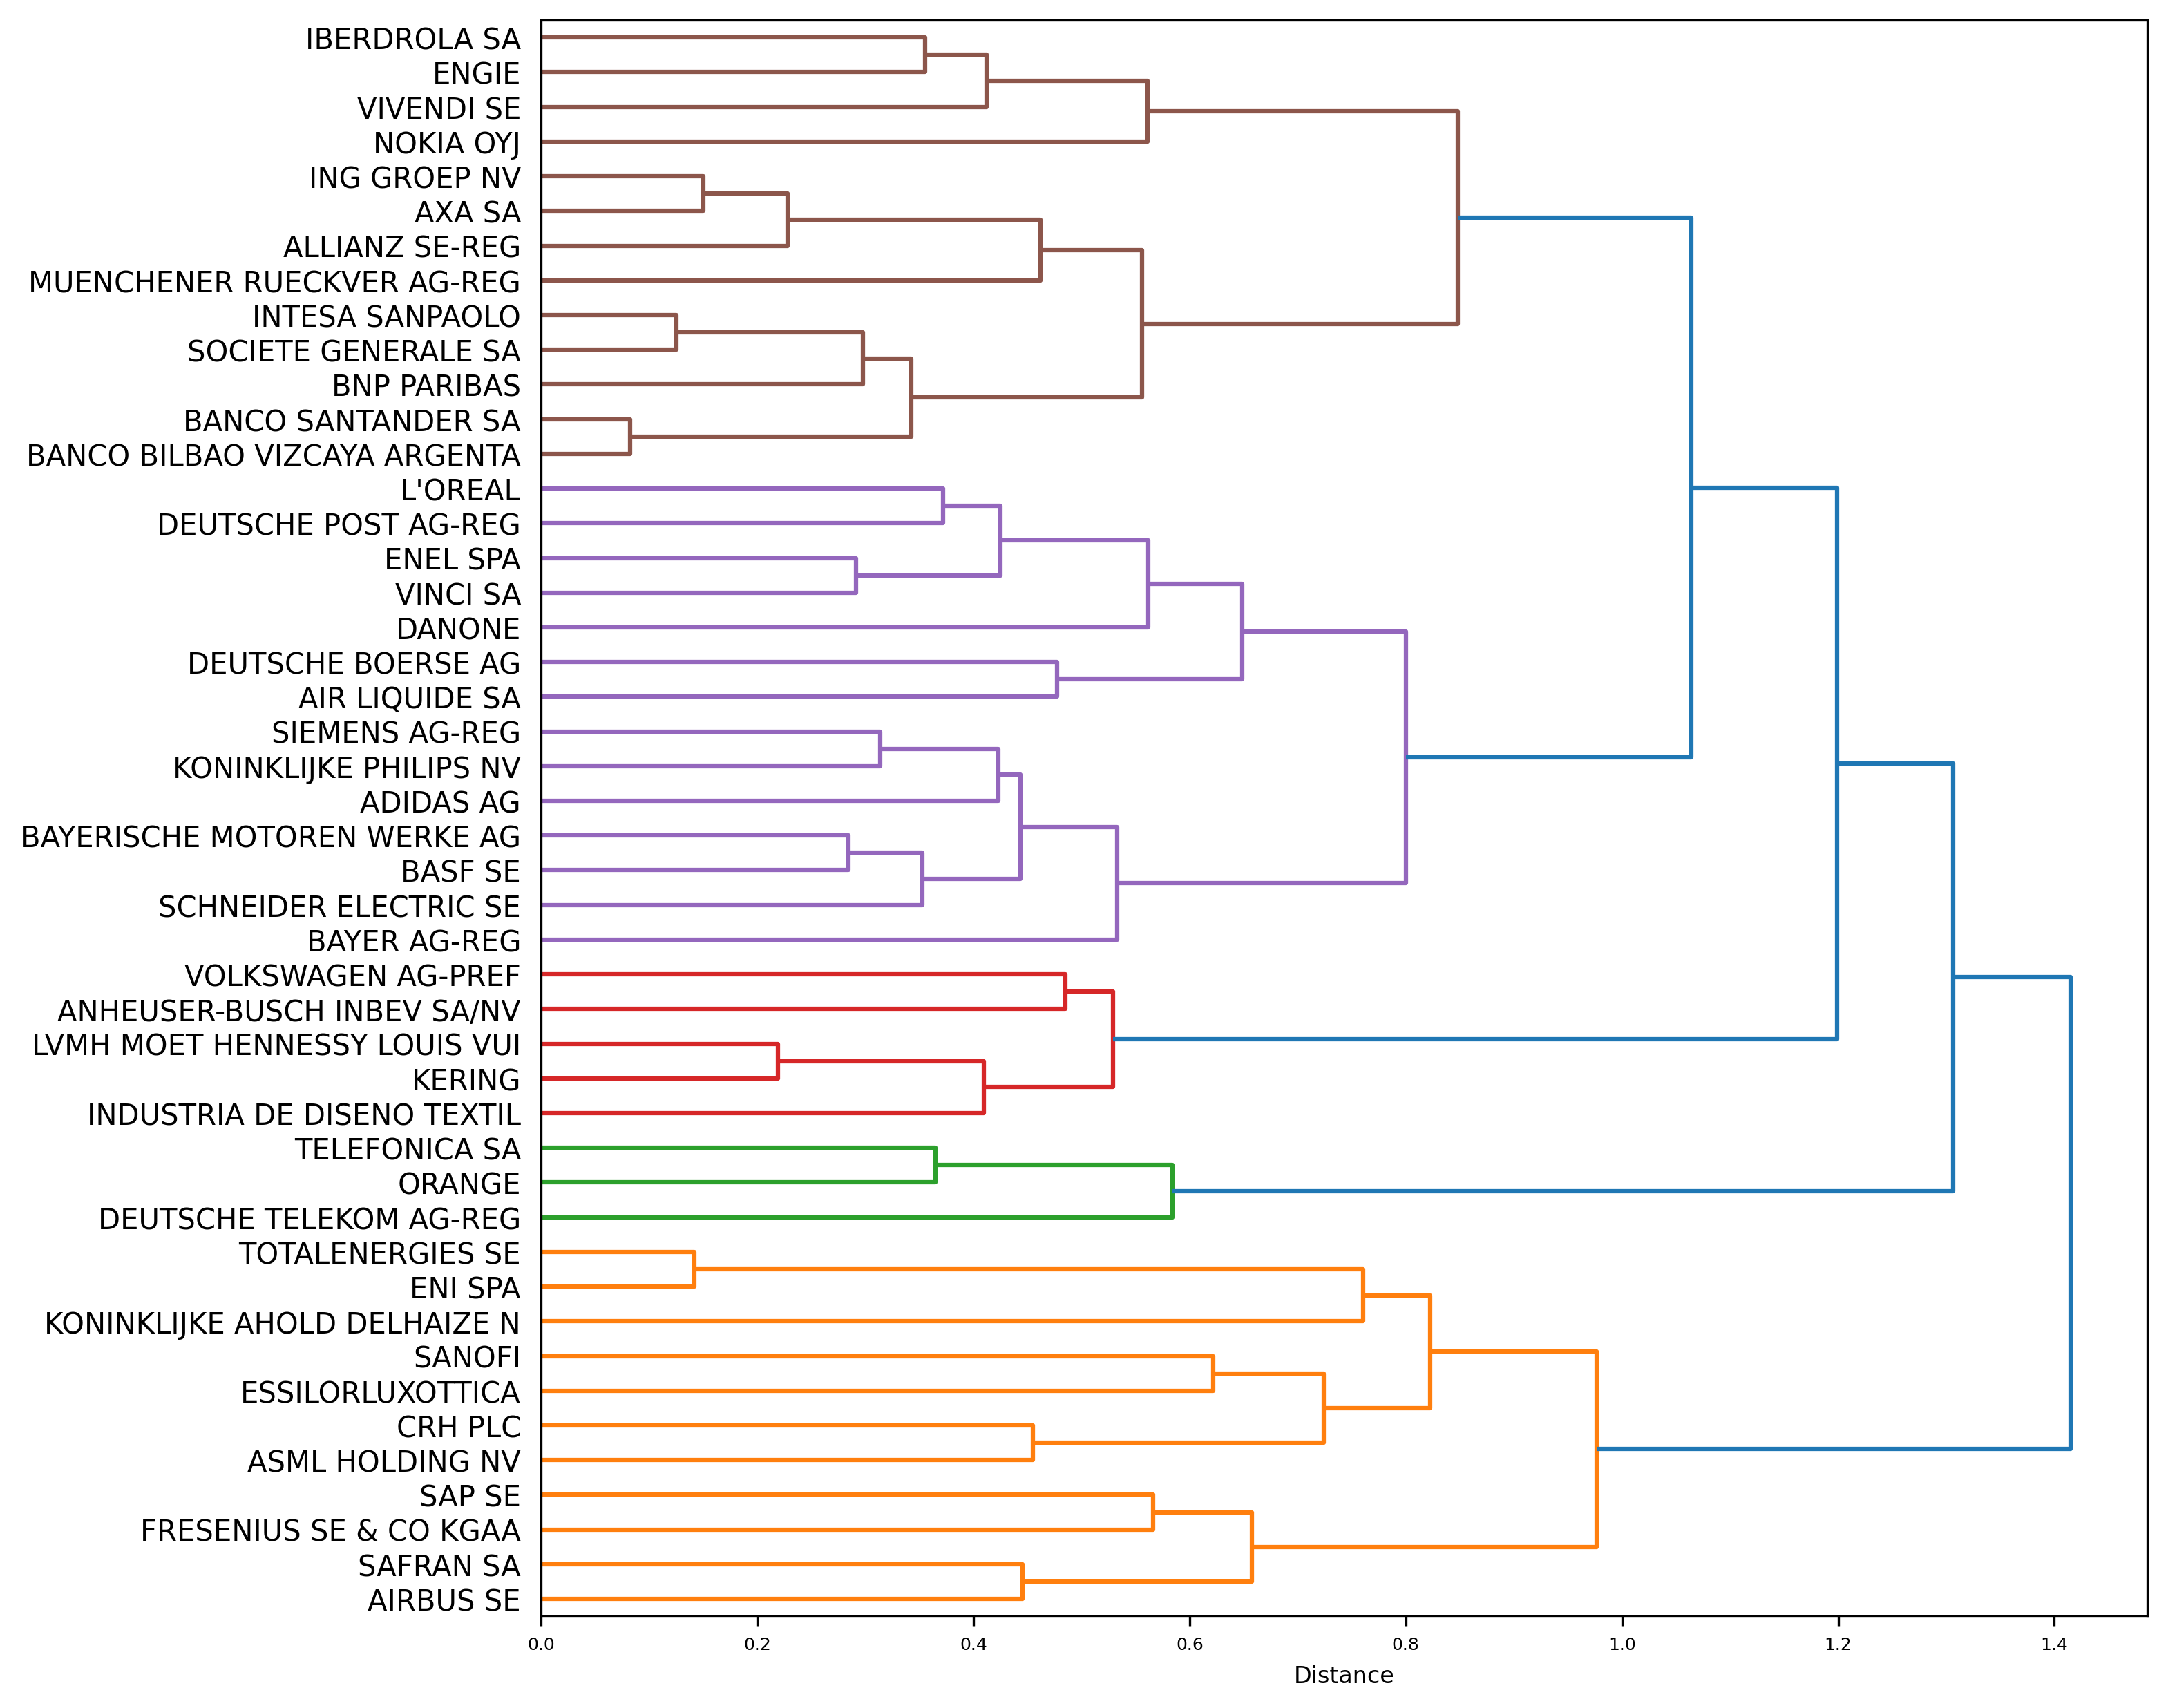 IBERDROLA SA
ENGIE
VIVENDI SE
NOKIA OYJ
ING GROEP NV
AXA SA
ALLIANZ SE-REG
MUENCHENER RUECKVER AG-REG
INTESA SANPAOLO
SOCIETE GENERALE SA
BNP PARIBAS
BANCO SANTANDER SA
BANCO BILBAO VIZCAYA ARGENTA
L'OREAL
DEUTSCHE POST AG-REG
ENEL SPA
VINCI SA
DANONE
DEUTSCHE BOERSE AG
AIR LIQUIDE SA
SIEMENS AG-REG
KONINKLIJKE PHILIPS NV
ADIDAS AG
BAYERISCHE MOTOREN WERKE AG
BASF SE
SCHNEIDER ELECTRIC SE
BAYER AG-REG
VOLKSWAGEN AG-PREF
ANHEUSER-BUSCH INBEV SA/NV
LVMH MOET HENNESSY LOUIS VUI
KERING
INDUSTRIA DE DISENO TEXTIL
TELEFONICA SA
ORANGE
DEUTSCHE TELEKOM AG-REG
TOTALENERGIES SE
ENI SPA
KONINKLIJKE AHOLD DELHAIZE N
SANOFI
ESSILORLUXOTTICA
CRH PLC
ASML HOLDING NV
SAP SE
FRESENIUS SE & CO KGAA
SAFRAN SA
AIRBUS SE
0.0 0.2 0.4 0.6 0.8 1.0 1.2 1.4
Distance